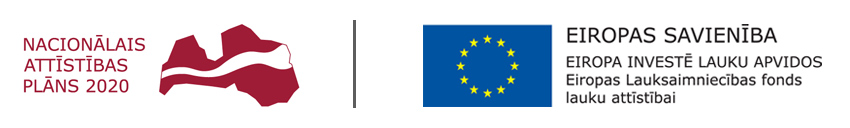 NACIONĀLAIS
ATTĪSTĪBAS
PLĀNS 2020
EIROPAS SAVIENĪBA
EIROPA INVESTĒ LAUKU APVIDOS
Eiropas Lauksaimniecības fonds
lauku attīstībai